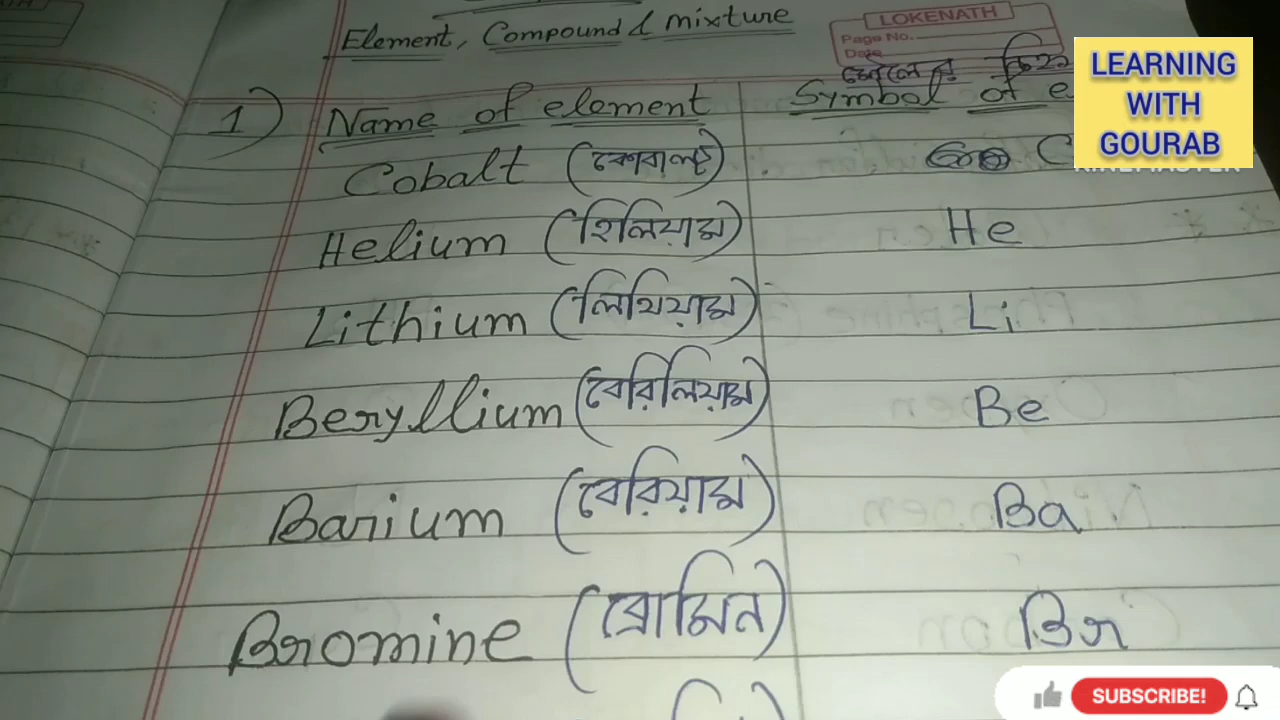 Element, Compound & mixture
LOKENATH
Page No.
Date
1) Name of element
Symbol of e
Cobalt (কোবাল্ট) C
Helium (হিলিয়াম) He
Lithium (লিথিয়াম) Li
Beryllium (বেরিলিয়াম) Be
Barium (বেরিয়াম) Ba
Bromine (ব্রোমিন) Br
LEARNING
WITH
GOURAB
KINEMASTER
SUBSCRIBE!